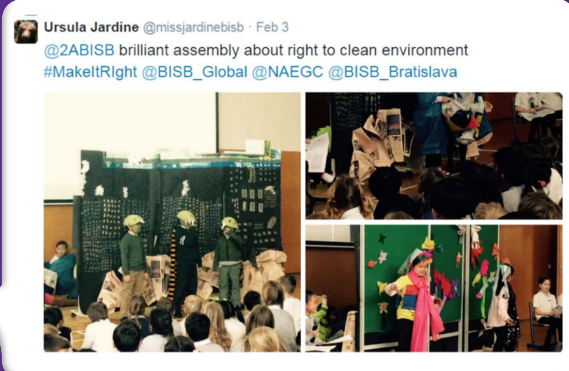 Ursula Jardine @missjardinebisb · Feb 3
@2ABISB brilliant assembly about right to clean environment
#MakeItRIght @BISB_Global @NAEGC @BISB_Bratislava